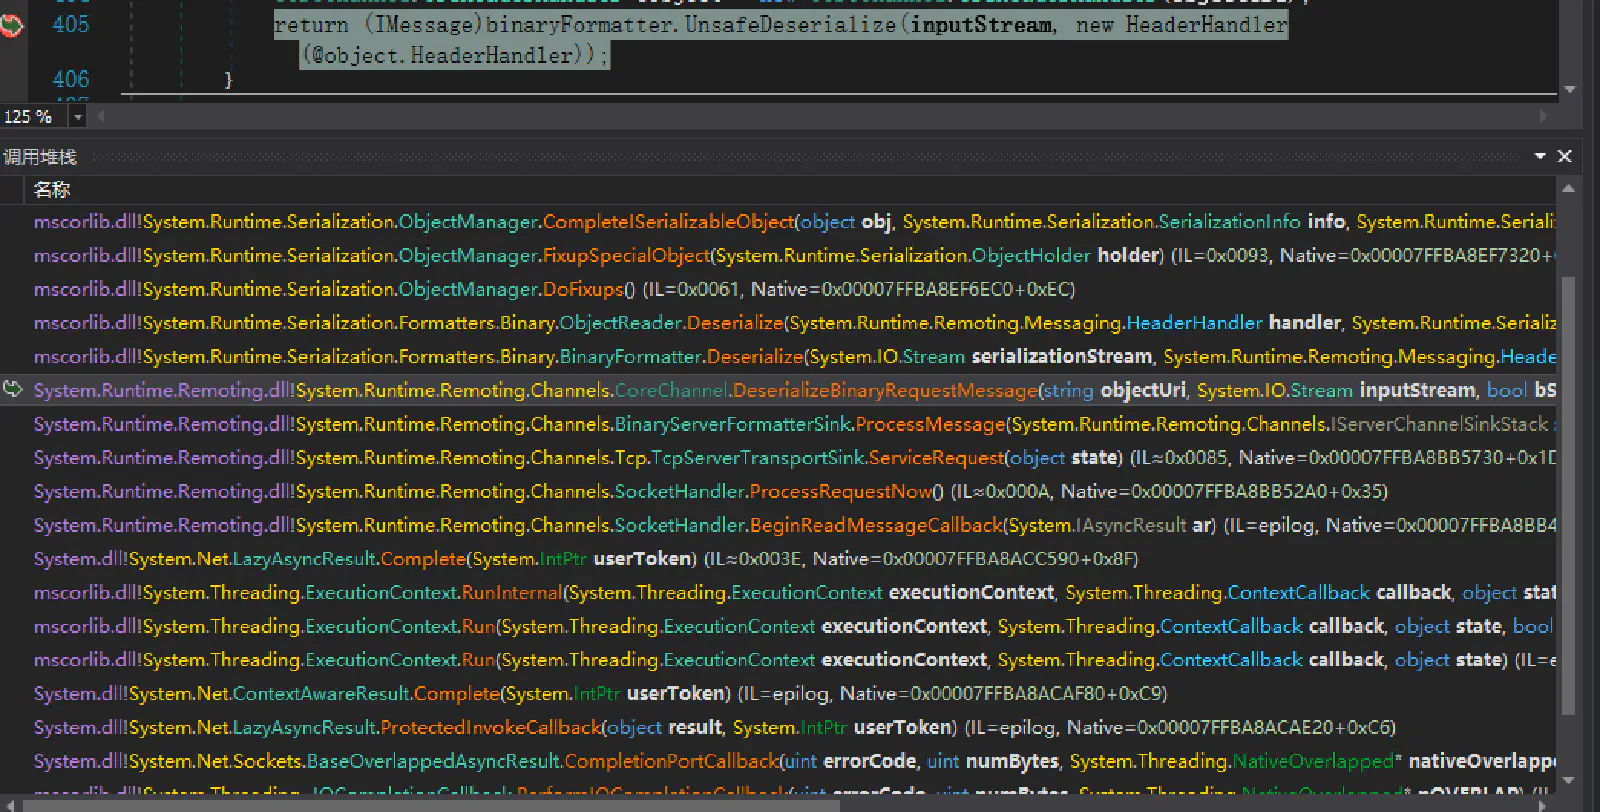 405 return (IMessage)binaryFormatter.UnsafeDeserialize(inputStream, new HeaderHandler
(@object.HeaderHandler));
406 }
125 %
调用堆栈
名称
mscorlib.dll!System.Runtime.Serialization.ObjectManager.CompleteISerializableObject(object obj, System.Runtime.Serialization.SerializationInfo info, System.Runtime.Seriali
mscorlib.dll!System.Runtime.Serialization.ObjectManager.FixupSpecialObject(System.Runtime.Serialization.ObjectHolder holder) (IL=0x0093, Native=0x00007FFBA8EF7320+
mscorlib.dll!System.Runtime.Serialization.ObjectManager.DoFixups() (IL=0x0061, Native=0x00007FFBA8EF6EC0+0xEC)
mscorlib.dll!System.Runtime.Serialization.Formatters.Binary.ObjectReader.Deserialize(System.Runtime.Remoting.Messaging.HeaderHandler handler, System.Runtime.Serializ
mscorlib.dll!System.Runtime.Serialization.Formatters.Binary.BinaryFormatter.Deserialize(System.IO.Stream serializationStream, System.Runtime.Remoting.Messaging.Heade
System.Runtime.Remoting.dll!System.Runtime.Remoting.Channels.CoreChannel.DeserializeBinaryRequestMessage(string objectUri, System.IO.Stream inputStream, bool bS
System.Runtime.Remoting.dll!System.Runtime.Remoting.Channels.BinaryServerFormatterSink.ProcessMessage(System.Runtime.Remoting.Channels.IServerChannelSinkStack
System.Runtime.Remoting.dll!System.Runtime.Remoting.Channels.Tcp.TcpServerTransportSink.ServiceRequest(object state) (IL≈0x0085, Native=0x00007FFBA8BB5730+0x1D
System.Runtime.Remoting.dll!System.Runtime.Remoting.Channels.SocketHandler.ProcessRequestNow() (IL≈0x000A, Native=0x00007FFBA8BB52A0+0x35)
System.Runtime.Remoting.dll!System.Runtime.Remoting.Channels.SocketHandler.BeginReadMessageCallback(System.IAsyncResult ar) (IL=epilog, Native=0x00007FFBA8BB4
System.dll!System.Net.LazyAsyncResult.Complete(System.IntPtr userToken) (IL≈0x003E, Native=0x00007FFBA8ACC590+0x8F)
mscorlib.dll!System.Threading.ExecutionContext.RunInternal(System.Threading.ExecutionContext executionContext, System.Threading.ContextCallback callback, object stat
mscorlib.dll!System.Threading.ExecutionContext.Run(System.Threading.ExecutionContext executionContext, System.Threading.ContextCallback callback, object state, bool
mscorlib.dll!System.Threading.ExecutionContext.Run(System.Threading.ExecutionContext executionContext, System.Threading.ContextCallback callback, object state) (IL=e
System.dll!System.Net.ContextAwareResult.Complete(System.IntPtr userToken) (IL=epilog, Native=0x00007FFBA8ACAF80+0xC9)
System.dll!System.Net.LazyAsyncResult.ProtectedInvokeCallback(object result, System.IntPtr userToken) (IL=epilog, Native=0x00007FFBA8ACAE20+0xC6)
System.dll!System.Net.Sockets.BaseOverlappedAsyncResult.CompletionPortCallback(uint errorCode, uint numBytes, System.Threading.NativeOverlapped* nativeOverlappe